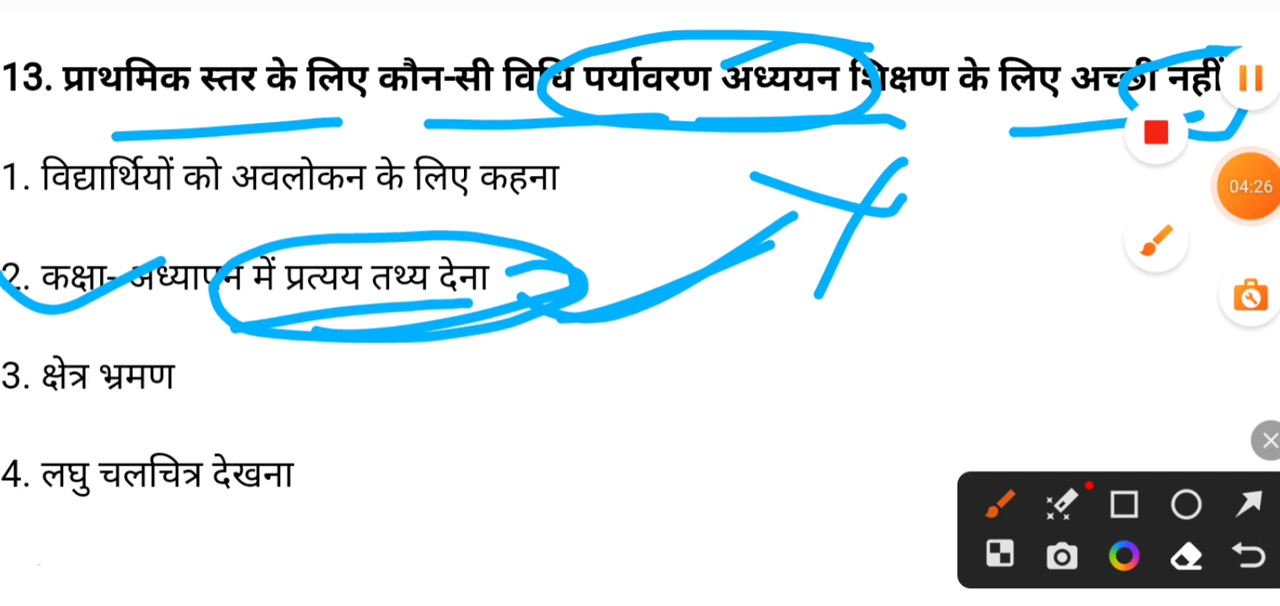 13. प्राथमिक स्तर के लिए कौन-सी विधि पर्यावरण अध्ययन शिक्षण के लिए अच्छी नहीं
04:26
1. विद्यार्थियों को अवलोकन के लिए कहना
2. कक्षा-अध्यापन में प्रत्यय तथ्य देना
3. क्षेत्र भ्रमण
4. लघु चलचित्र देखना